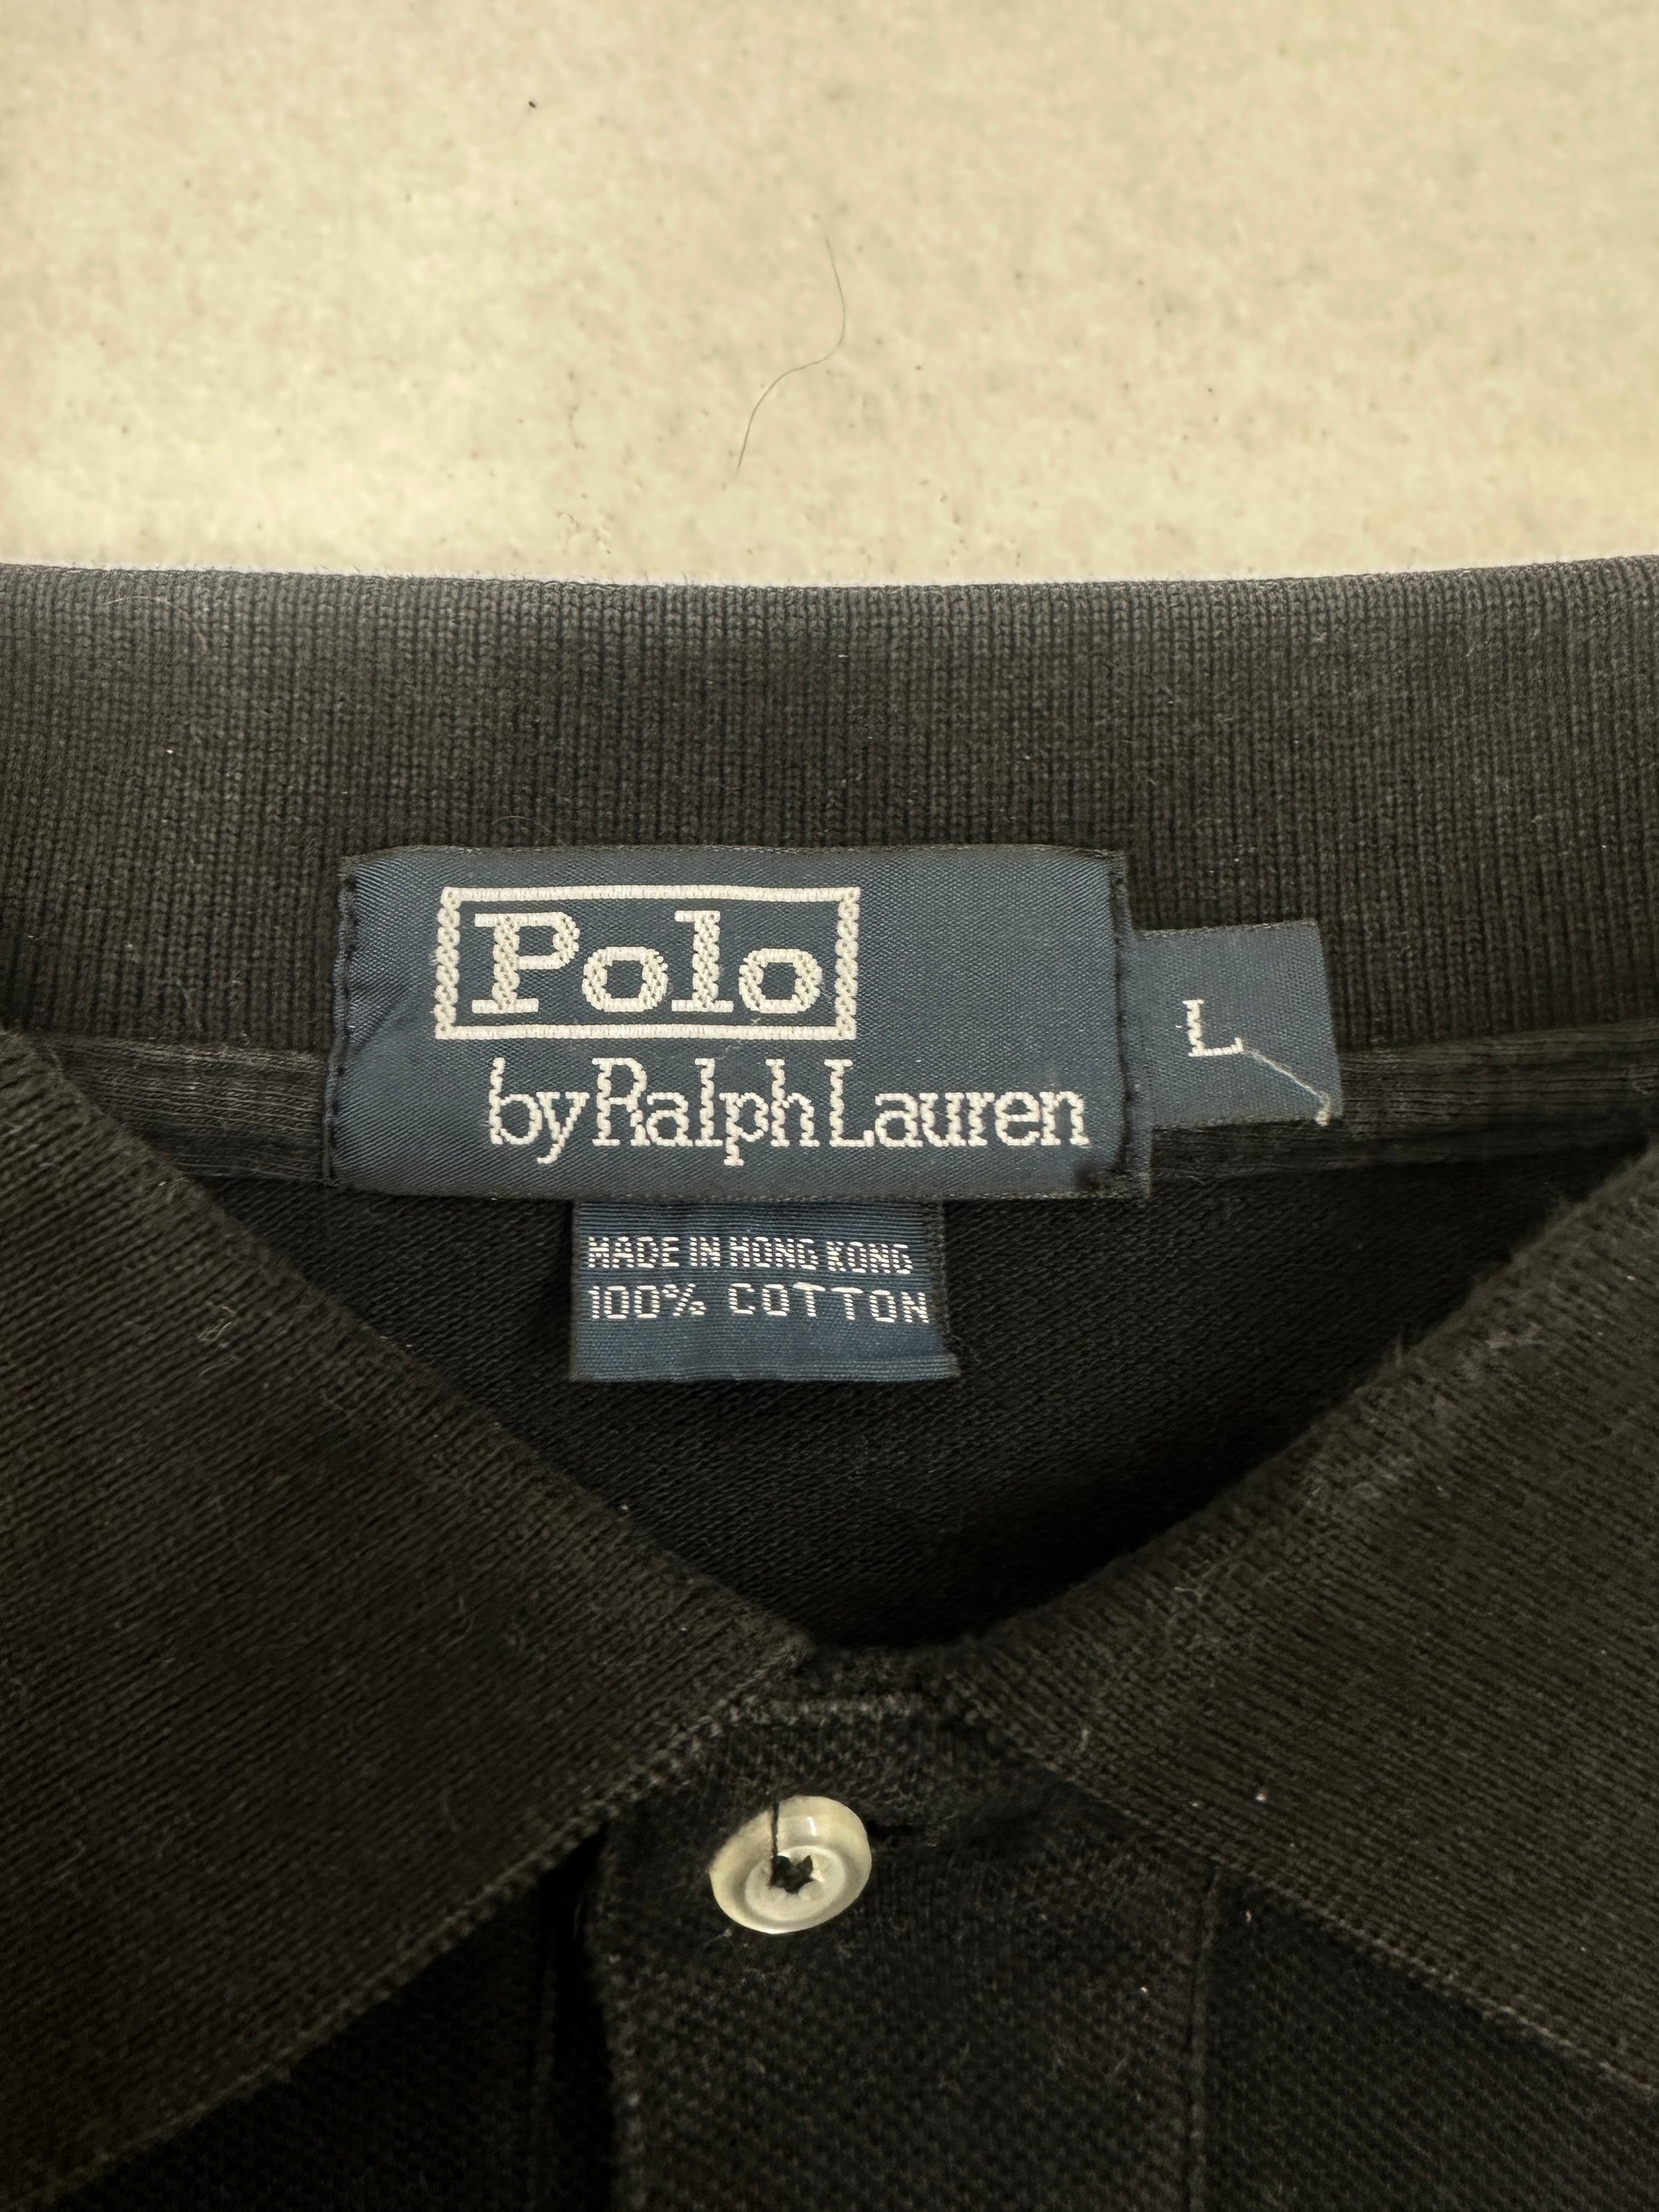 Polo
by Ralph Lauren
L
MADE IN HONG KONG
100% COTTON